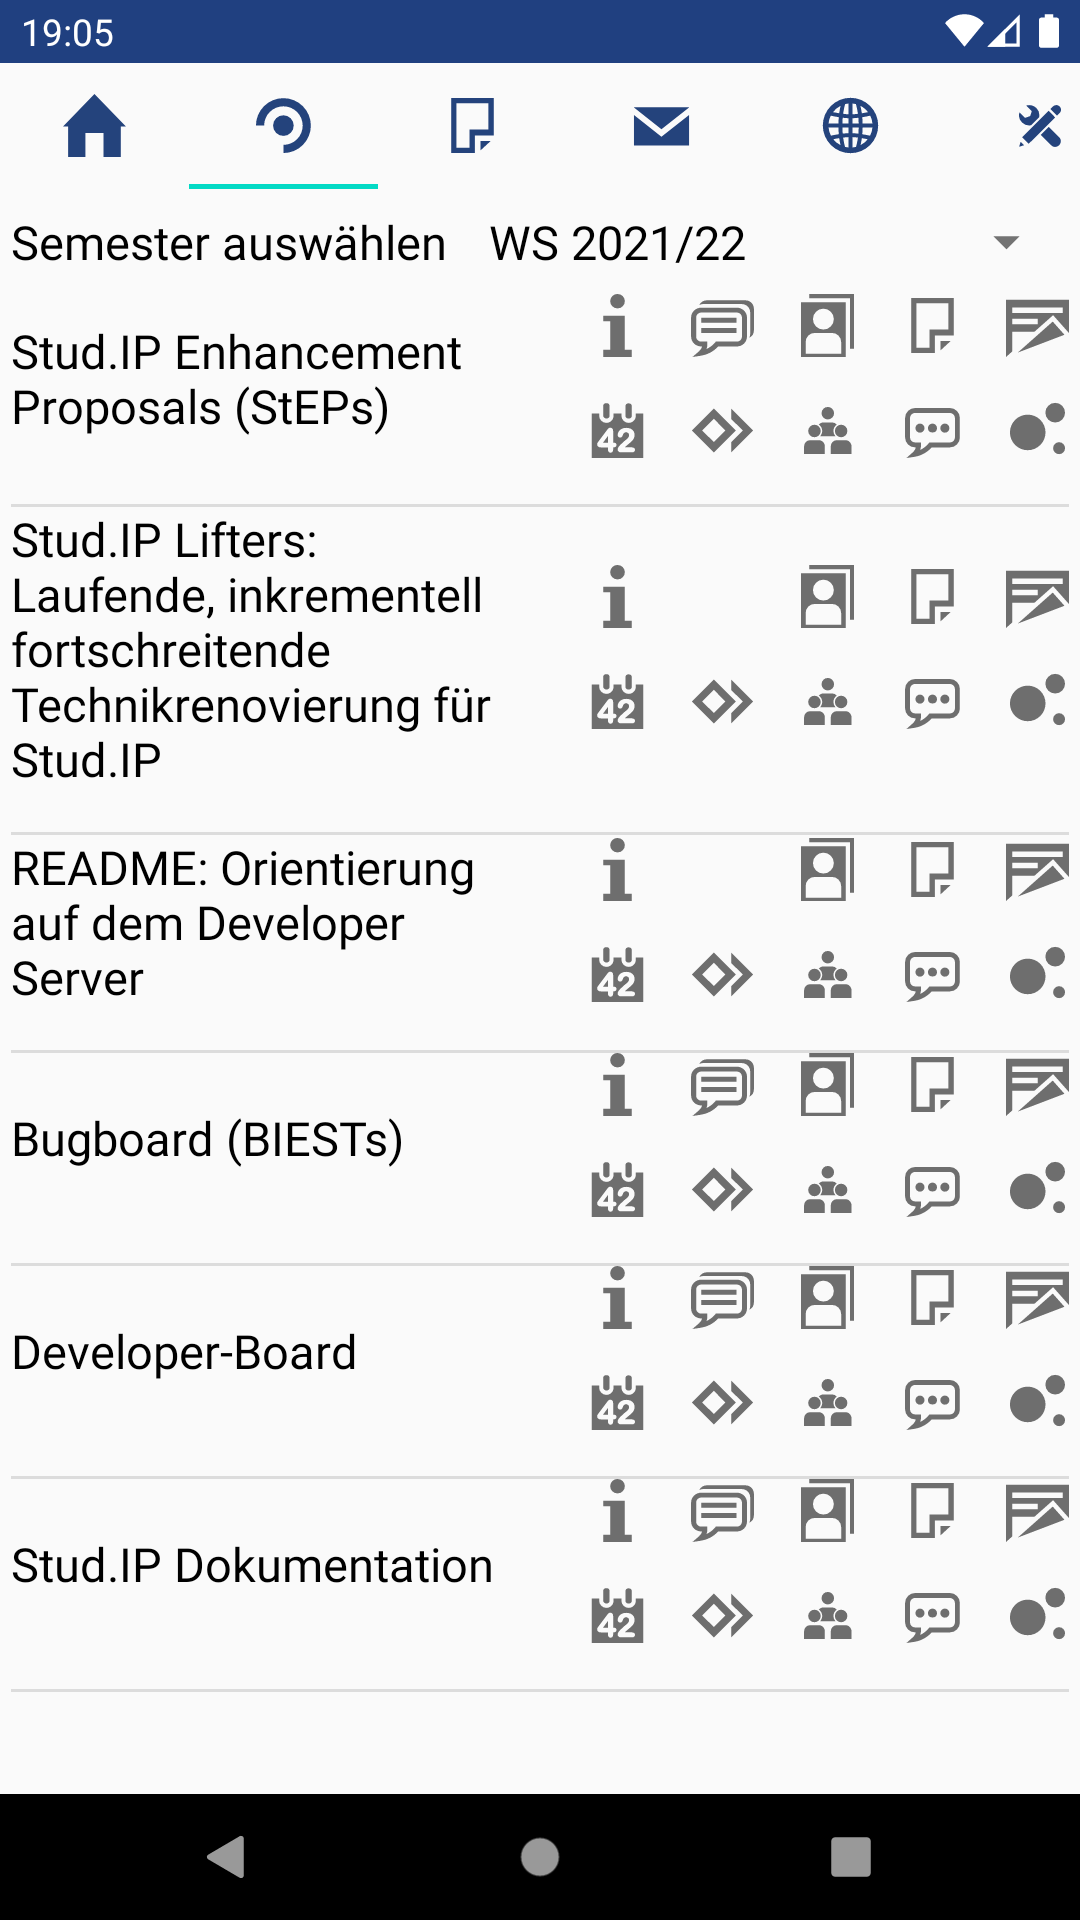 19:05
Semester auswählen WS 2021/22
Stud.IP Enhancement
Proposals (StEPs)
42
Stud.IP Lifters:
Laufende, inkrementell
fortschreitende
Technikrenovierung für
Stud.IP
42
README: Orientierung
auf dem Developer
Server
42
Bugboard (BIESTs)
42
Developer-Board
42
Stud.IP Dokumentation
42